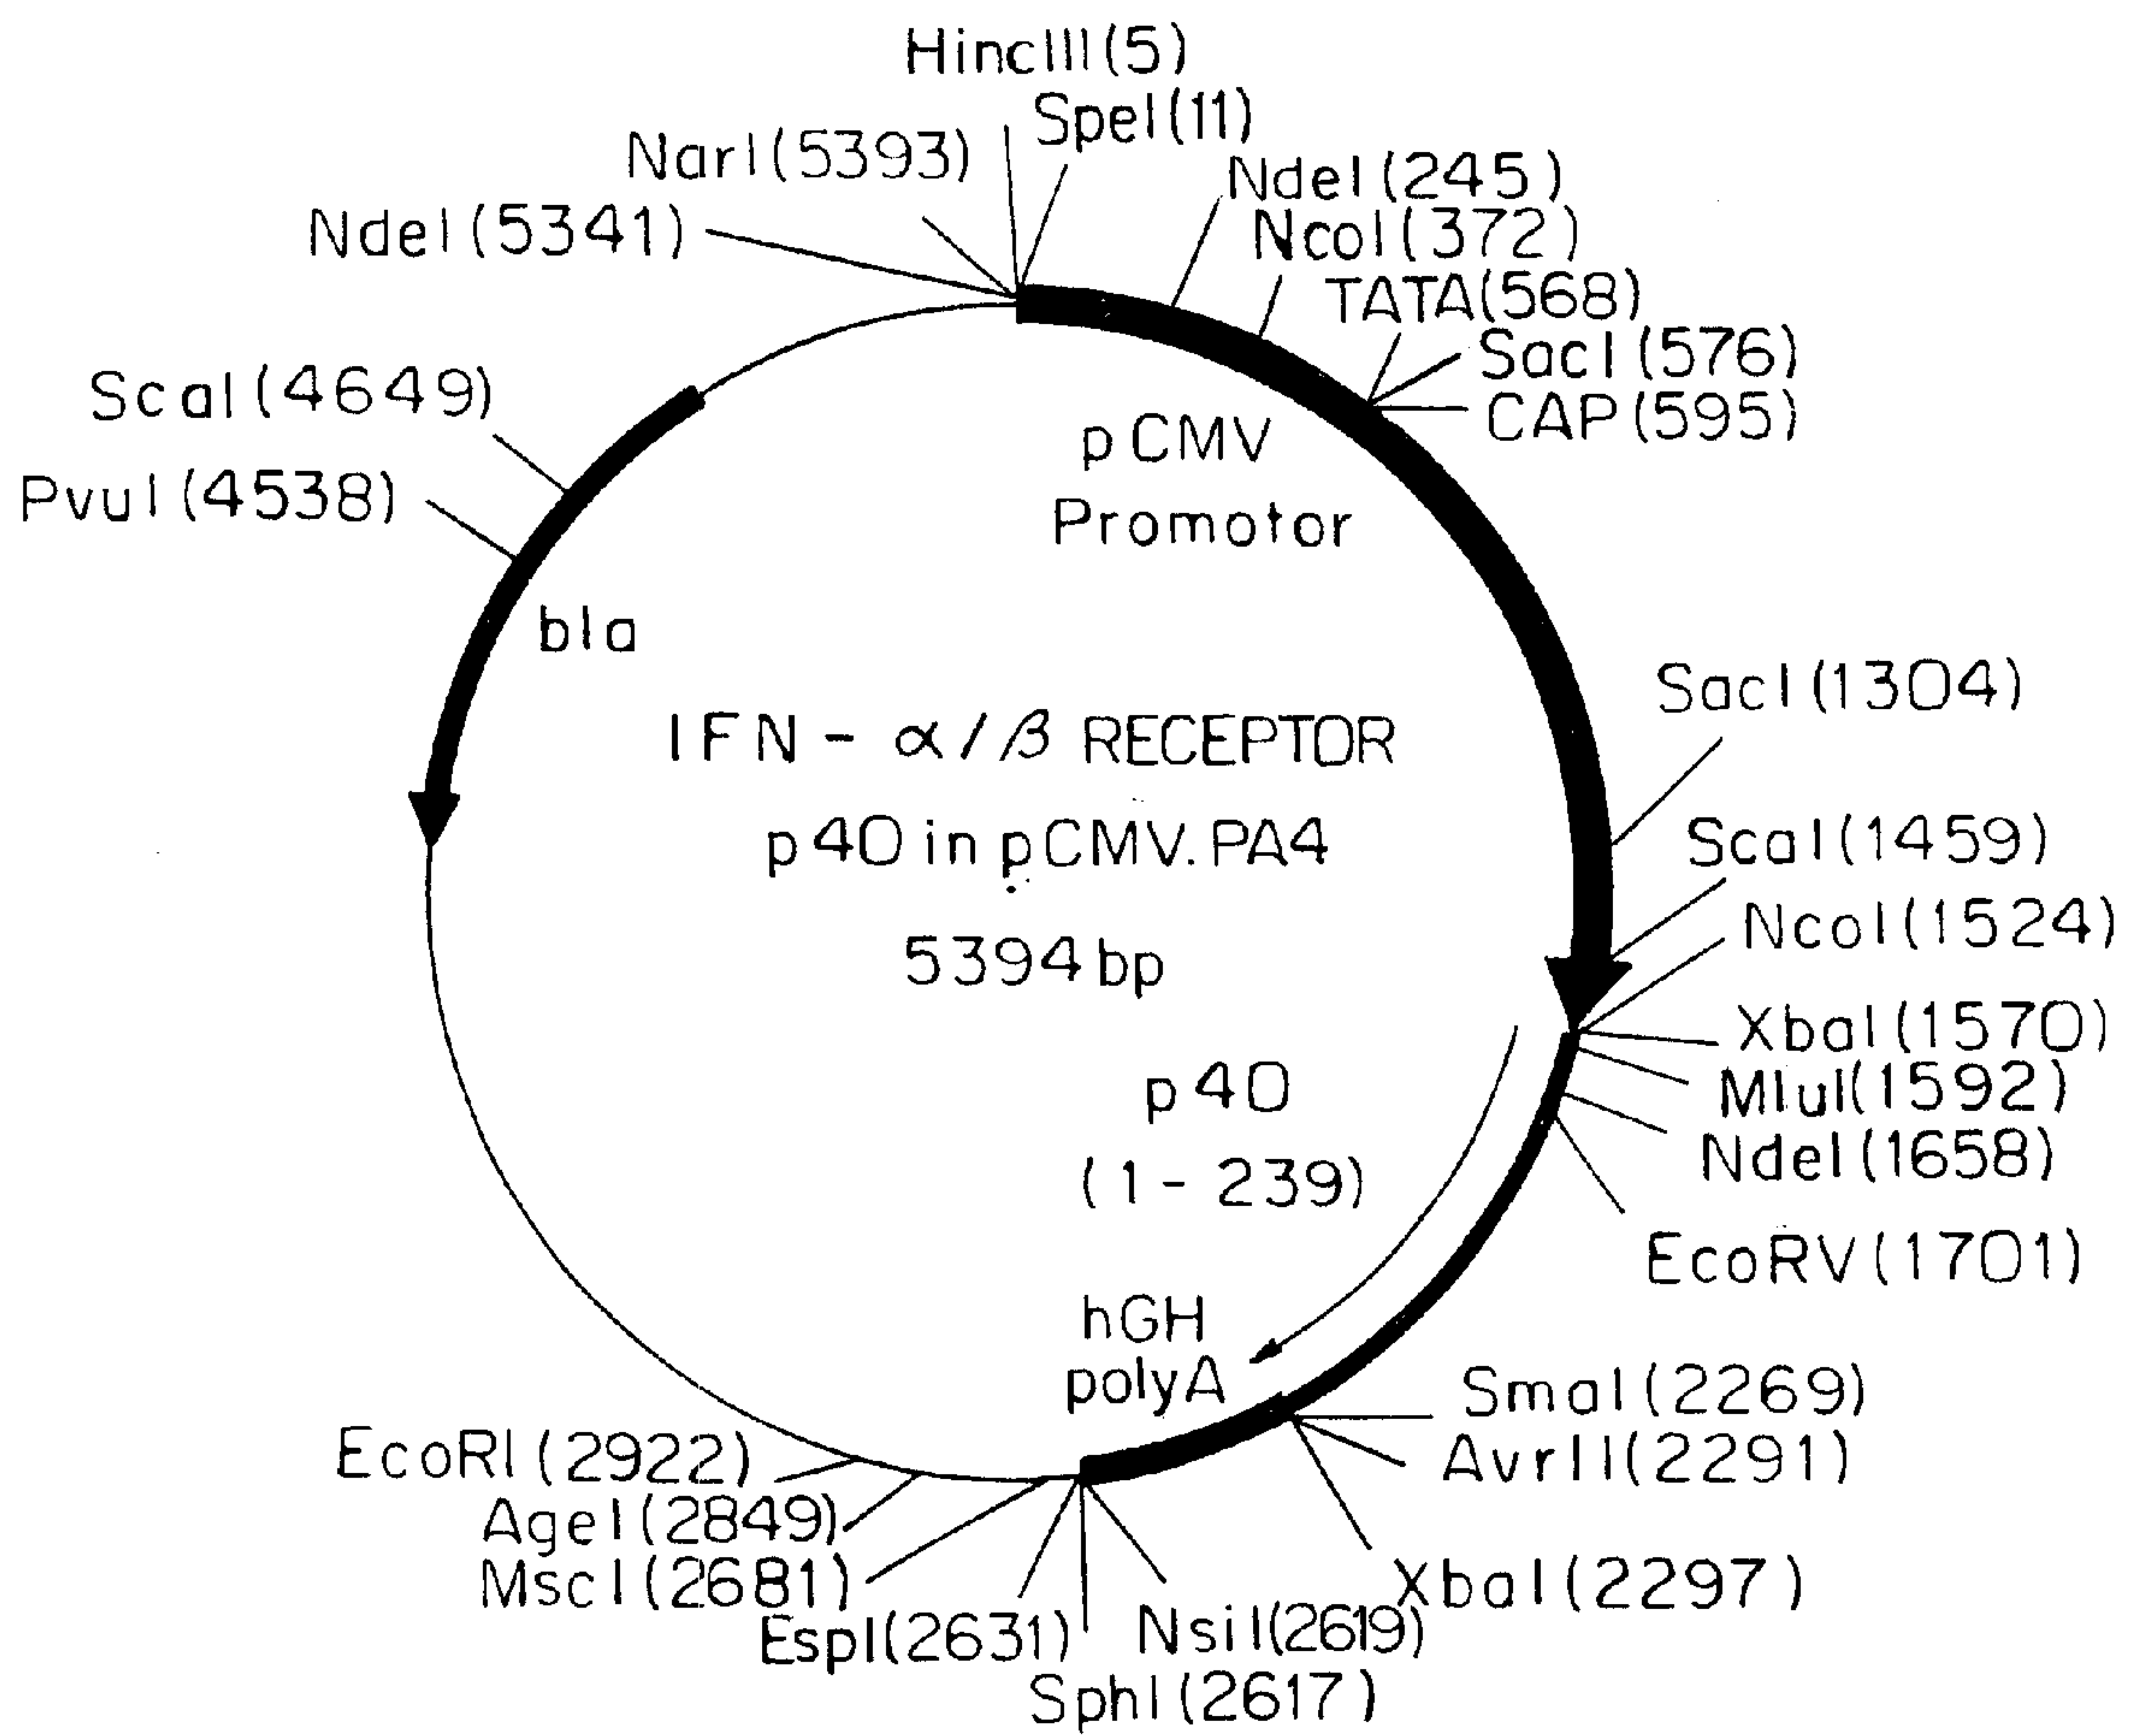 HincIII(5)
SpeI(11)
NarI(5393)
NdeI(245)
NdeI(5341)
NcoI(372)
TATA(568)
SacI(576)
ScaI(4649)
CAP(595)
pCMV
Promotor
PvuI(4538)
bla
SacI(1304)
IFN-α/β RECEPTOR
p40 in pCMV.PA4
5394bp
ScaI(1459)
NcoI(1524)
XbaI(1570)
MluI(1592)
NdeI(1658)
EcoRV(1701)
p40
(1-239)
hGH
polyA
SmaI(2269)
AvrII(2291)
XbaI(2297)
EcoRI(2922)
AgeI(2849)
MscI(2681)
EspI(2631)
NsiI(2619)
SphI(2617)